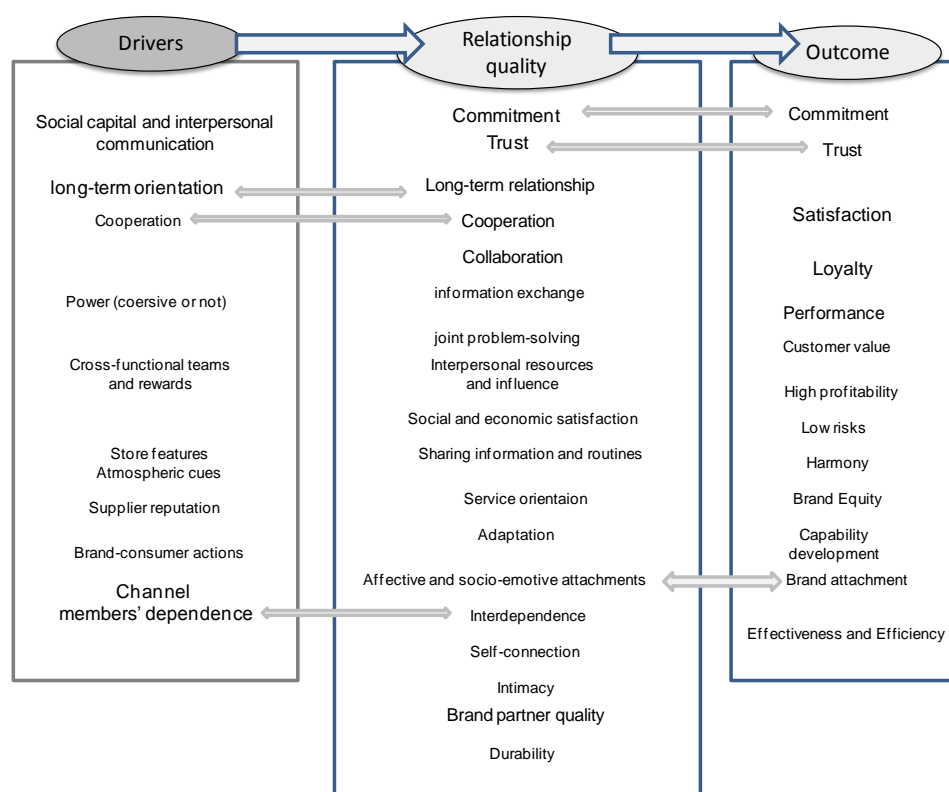 Drivers
Relationship
quality
Outcome
Social capital and interpersonal
communication
long-term orientation
Cooperation
Power (coersive or not)
Cross-functional teams
and rewards
Store features
Atmospheric cues
Supplier reputation
Brand-consumer actions
Channel
members' dependence
Commitment
Trust
Long-term relationship
Cooperation
Collaboration
information exchange
joint problem-solving
Interpersonal resources
and influence
Social and economic satisfaction
Sharing information and routines
Service orientaion
Adaptation
Affective and socio-emotive attachments
Interdependence
Self-connection
Intimacy
Brand partner quality
Durability
Commitment
Trust
Satisfaction
Loyalty
Performance
Customer value
High profitability
Low risks
Harmony
Brand Equity
Capability
development
Brand attachment
Effectiveness and Efficiency